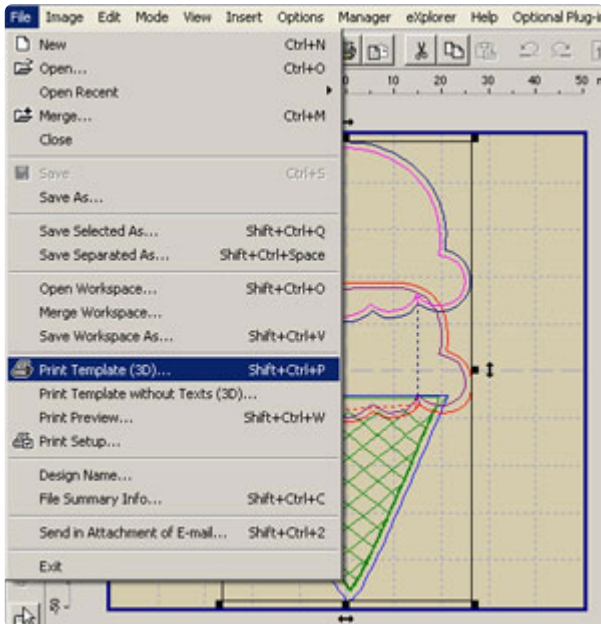 File Image Edit Mode View Insert Options Manager eXplorer Help Optional Plug-i
New Ctrl+N
Open... Ctrl+O
Open Recent
Merge... Ctrl+M
Close
Save Ctrl+S
Save As...
Save Selected As... Shift+Ctrl+Q
Save Separated As... Shift+Ctrl+Space
Open Workspace... Shift+Ctrl+O
Merge Workspace...
Save Workspace As... Shift+Ctrl+V
Print Template (3D)... Shift+Ctrl+P
Print Template without Texts (3D)...
Print Preview... Shift+Ctrl+W
Print Setup...
Design Name...
File Summary Info... Shift+Ctrl+C
Send in Attachment of E-mail... Shift+Ctrl+2
Exit
0 10 20 30 40 50
-50